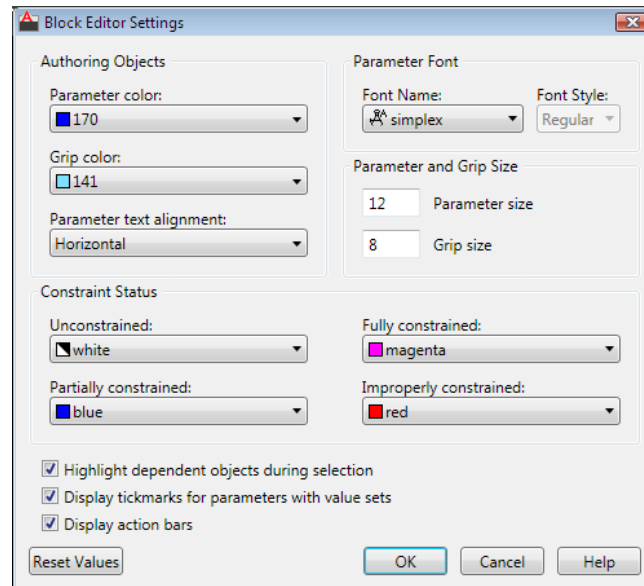 Block Editor Settings
Authoring Objects
Parameter color:
170
Grip color:
141
Parameter text alignment:
Horizontal
Parameter Font
Font Name:
simplex
Font Style:
Regular
Parameter and Grip Size
12 Parameter size
8 Grip size
Constraint Status
Unconstrained:
white
Fully constrained:
magenta
Partially constrained:
blue
Improperly constrained:
red
Highlight dependent objects during selection
Display tickmarks for parameters with value sets
Display action bars
Reset Values OK Cancel Help